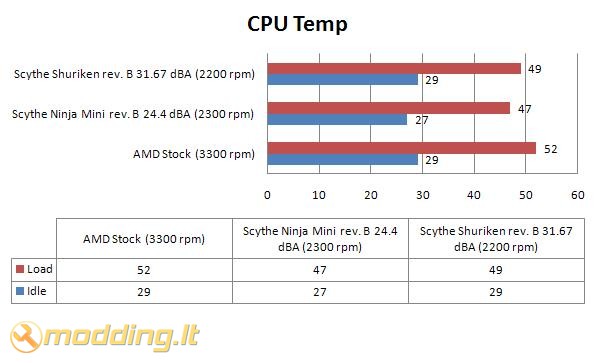 CPU Temp
Scythe Shuriken rev. B 31.67 dBA (2200 rpm)
49
29
Scythe Ninja Mini rev. B 24.4 dBA (2300 rpm)
47
27
AMD Stock (3300 rpm)
52
29
0 10 20 30 40 50 60
AMD Stock (3300 rpm) Scythe Ninja Mini rev. B 24.4 Scythe Shuriken rev. B 31.67
dBA (2300 rpm) dBA (2200 rpm)
Load 52 47 49
Idle 29 27 29
modding.lt